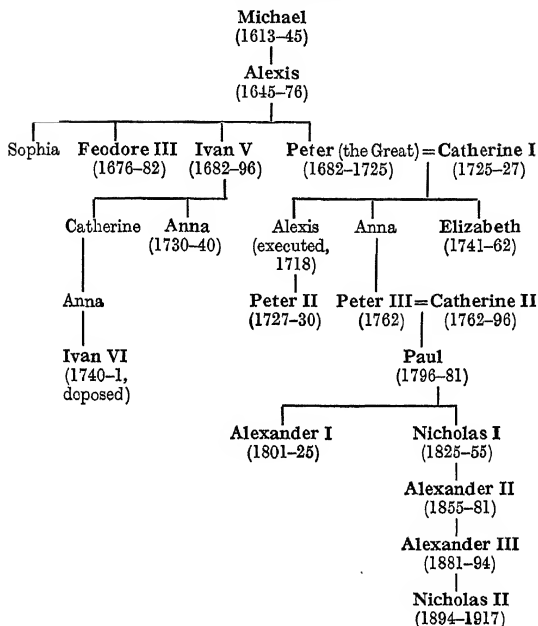 Michael
(1613–45)
Alexis
(1645–76)
Sophia Feodore III Ivan V Peter (the Great) = Catherine I
(1676–82) (1682–96) (1682–1725) (1725–27)
Catherine Anna Alexis Anna Elizabeth
(1730–40) (executed, (1741–62)
1718)
Anna Peter II Peter III = Catherine II
(1727–30) (1762) (1762–96)
Ivan VI Paul
(1740–1, (1796–81)
doposed)
Alexander I Nicholas I
(1801–25) (1825–55)
Alexander II
(1855–81)
Alexander III
(1881–94)
Nicholas II
(1894–1917)